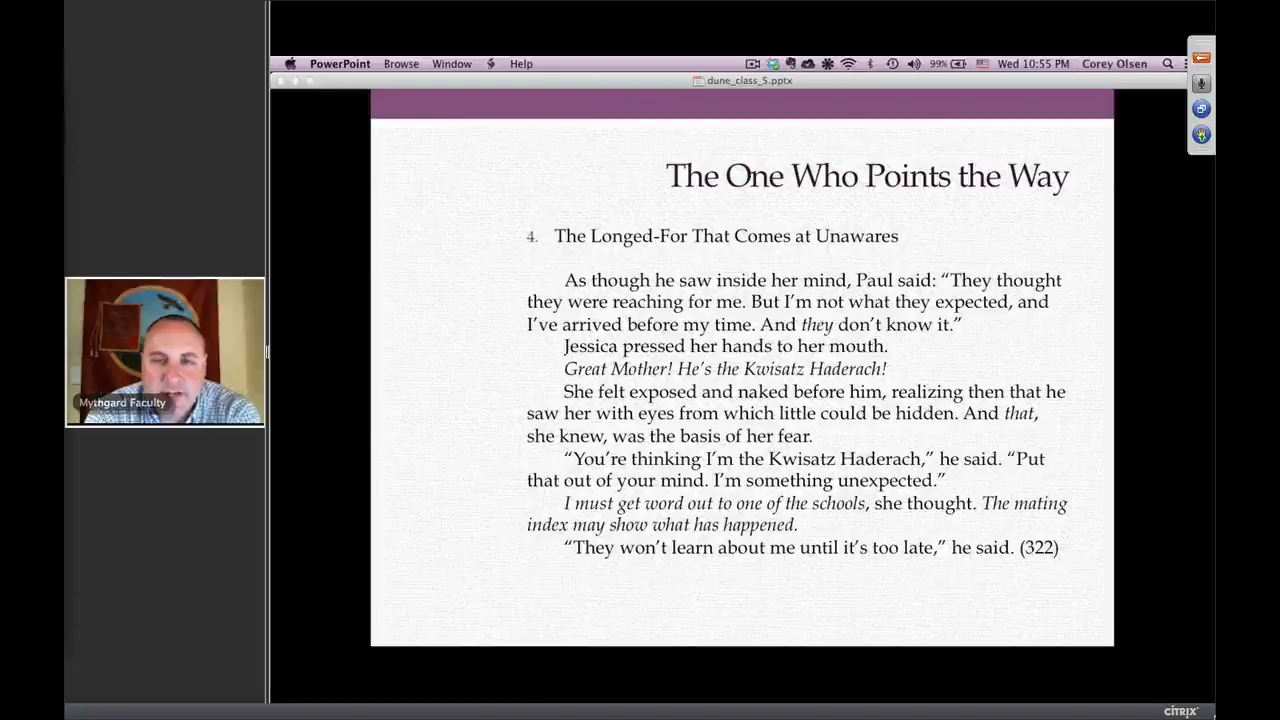 PowerPoint Browse Window Help 99% Wed 10:55 PM Corey Olsen
dune_class_5.pptx
The One Who Points the Way
4. The Longed-For That Comes at Unawares
As though he saw inside her mind, Paul said: “They thought
they were reaching for me. But I’m not what they expected, and
I’ve arrived before my time. And they don’t know it.”
Jessica pressed her hands to her mouth.
Great Mother! He’s the Kwisatz Haderach!
She felt exposed and naked before him, realizing then that he
saw her with eyes from which little could be hidden. And that,
she knew, was the basis of her fear.
“You’re thinking I’m the Kwisatz Haderach,” he said. “Put
that out of your mind. I’m something unexpected.”
I must get word out to one of the schools, she thought. The mating
index may show what has happened.
“They won’t learn about me until it’s too late,” he said. (322)
Mythgard Faculty
CITRIX